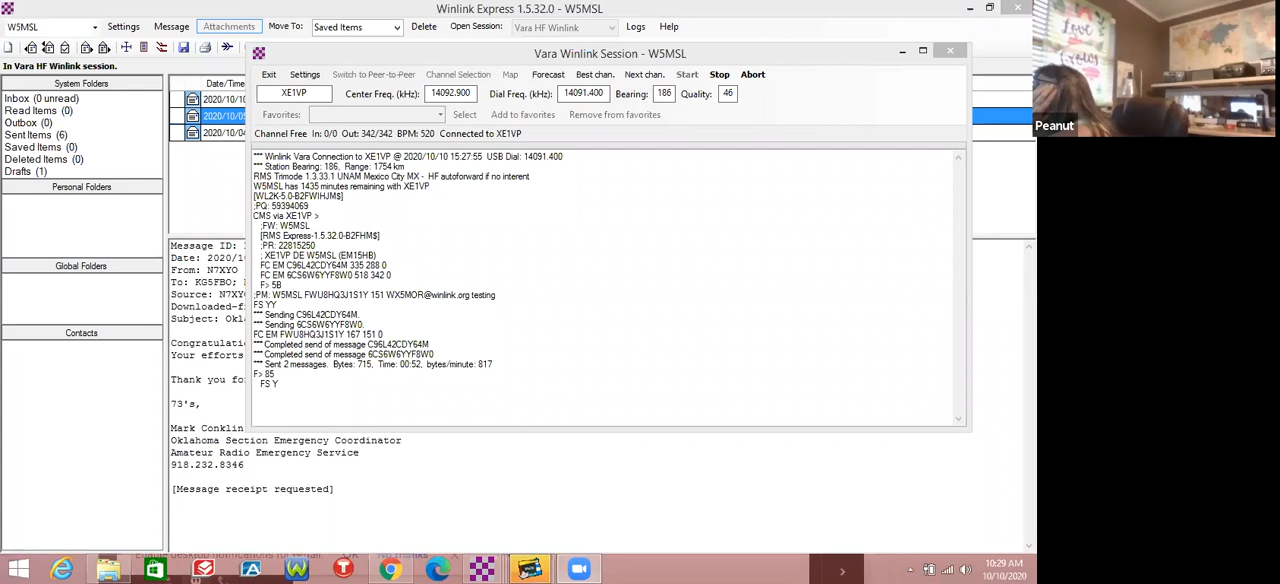 Winlink Express 1.5.32.0 - W5MSL
W5MSL Settings Message Attachments Move To: Saved Items Delete Open Session: Vara HF Winlink Logs Help
In Vara HF Winlink session.
System Folders
Inbox (0 unread)
Read Items (0)
Outbox (0)
Sent Items (6)
Saved Items (0)
Deleted Items (0)
Drafts (1)
Personal Folders
Global Folders
Contacts
Date/Time
2020/10/10
2020/10/0
2020/10/04
Message ID:
Date: 2020/10
From: N7XYO
To: KG5FBO;
Source: N7XYO
Downloaded-f
Subject: Okl
Congratulati
Your efforts
Thank you fo
73's,
Mark Conklin
Oklahoma Section Emergency Coordinator
Amateur Radio Emergency Service
918.232.8346
[Message receipt requested]
Vara Winlink Session - W5MSL
Exit Settings Switch to Peer-to-Peer Channel Selection Map Forecast Best chan. Next chan. Start Stop Abort
XE1VP Center Freq. (kHz): 14092.900 Dial Freq. (kHz): 14091.400 Bearing: 186 Quality: 46
Favorites: Select Add to favorites Remove from favorites
Channel Free In: 0/0 Out:342/342 BPM: 520 Connected to XE1VP
*** Winlink Vara Connection to XE1VP @ 2020/10/10 15:27:55 USB Dial: 14091.400
*** Station Bearing: 186, Range: 1754 km
RMS Trimode 1.3.33.1 UNAM Mexico City MX - HF autoforward if no interent
W5MSL has 1435 minutes remaining with XE1VP
[WL2K-5.0-B2FWIHJM$]
;PQ: 59394069
CMS via XE1VP >
;FW: W5MSL
[RMS Express-1.5.32.0-B2FHM$]
;PR: 22815250
; XE1VP DE W5MSL (EM15HB)
FC EM C96L42CDY64M 335 288 0
FC EM 6CS6W6YYF8W0 518 342 0
F> 5B
;PM: W5MSL FWU8HQ3J1S1Y 151 WX5MOR@winlink.org testing
FS YY
*** Sending C96L42CDY64M.
*** Sending 6CS6W6YYF8W0.
FC EM FWU8HQ3J1S1Y 167 151 0
*** Completed send of message C96L42CDY64M
*** Completed send of message 6CS6W6YYF8W0
*** Sent 2 messages. Bytes: 715, Time: 00:52, bytes/minute: 817
F> 85
FS Y
Love
Peanut
10:29 AM
10/10/2020